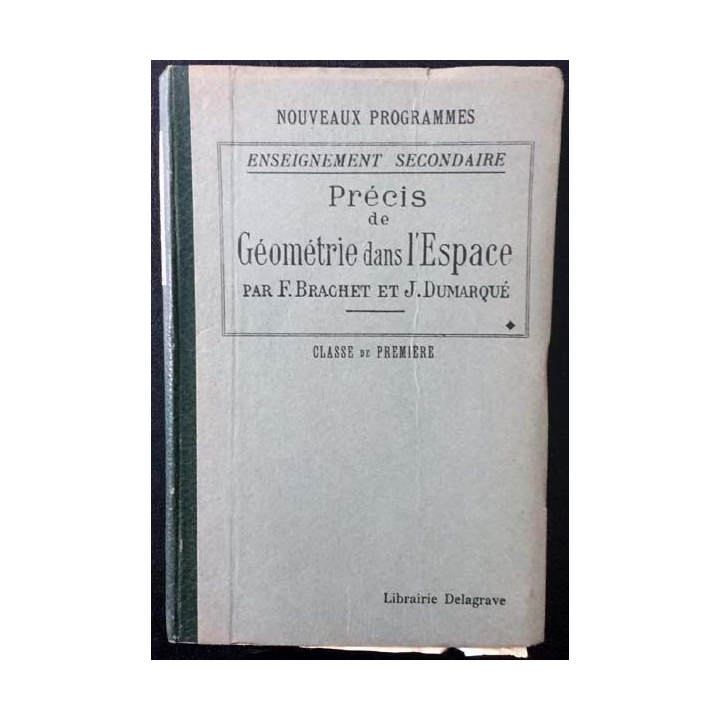 NOUVEAUX PROGRAMMES
ENSEIGNEMENT SECONDAIRE
Précis
de
Géométrie dans l'Espace
PAR F. BRACHET ET J. DUMARQUÉ
CLASSE DE PREMIÈRE
Librairie Delagrave